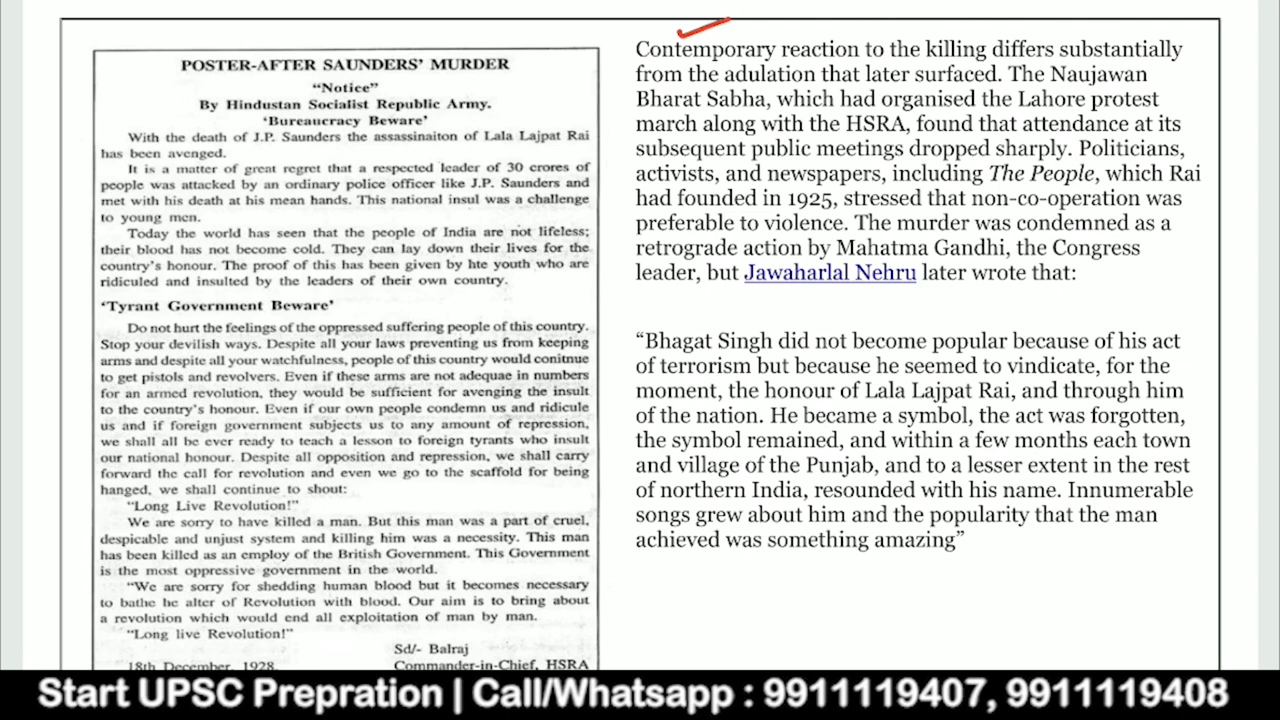 POSTER-AFTER SAUNDERS' MURDER
"Notice"
By Hindustan Socialist Republic Army.
'Bureaucracy Beware'
With the death of J.P. Saunders the assassinaiton of Lala Lajpat Rai
has been avenged.
It is a matter of great regret that a respected leader of 30 crores of
people was attacked by an ordinary police officer like J.P. Saunders and
met with his death at his mean hands. This national insul was a challenge
to young men.
Today the world has seen that the people of India are not lifeless;
their blood has not become cold. They can lay down their lives for the
country's honour. The proof of this has been given by hte youth who are
ridiculed and insulted by the leaders of their own country.
'Tyrant Government Beware'
Do not hurt the feelings of the oppressed suffering people of this country.
Stop your devilish ways. Despite all your laws preventing us from keeping
arms and despite all your watchfulness, people of this country would conitnue
to get pistols and revolvers. Even if these arms are not adequae in numbers
for an armed revolution, they would be sufficient for avenging the insult
to the country's honour. Even if our own people condemn us and ridicule
us and if foreign government subjects us to any amount of repression,
we shall all be ever ready to teach a lesson to foreign tyrants who insult
our national honour. Despite all opposition and repression, we shall carry
forward the call for revolution and even we go to the scaffold for being
hanged, we shall continue to shout:
"Long Live Revolution!"
We are sorry to have killed a man. But this man was a part of cruel,
despicable and unjust system and killing him was a necessity. This man
has been killed as an employ of the British Government. This Government
is the most oppressive government in the world.
"We are sorry for shedding human blood but it becomes necessary
to bathe he alter of Revolution with blood. Our aim is to bring about
a revolution which would end all exploitation of man by man.
"Long live Revolution!"
Sd/- Balraj
18th December, 1928. Commander-in-Chief, HSRA
Contemporary reaction to the killing differs substantially
from the adulation that later surfaced. The Naujawan
Bharat Sabha, which had organised the Lahore protest
march along with the HSRA, found that attendance at its
subsequent public meetings dropped sharply. Politicians,
activists, and newspapers, including The People, which Rai
had founded in 1925, stressed that non-co-operation was
preferable to violence. The murder was condemned as a
retrograde action by Mahatma Gandhi, the Congress
leader, but Jawaharlal Nehru later wrote that:
"Bhagat Singh did not become popular because of his act
of terrorism but because he seemed to vindicate, for the
moment, the honour of Lala Lajpat Rai, and through him
of the nation. He became a symbol, the act was forgotten,
the symbol remained, and within a few months each town
and village of the Punjab, and to a lesser extent in the rest
of northern India, resounded with his name. Innumerable
songs grew about him and the popularity that the man
achieved was something amazing"
Start UPSC Prepration | Call/Whatsapp : 9911119407, 9911119408